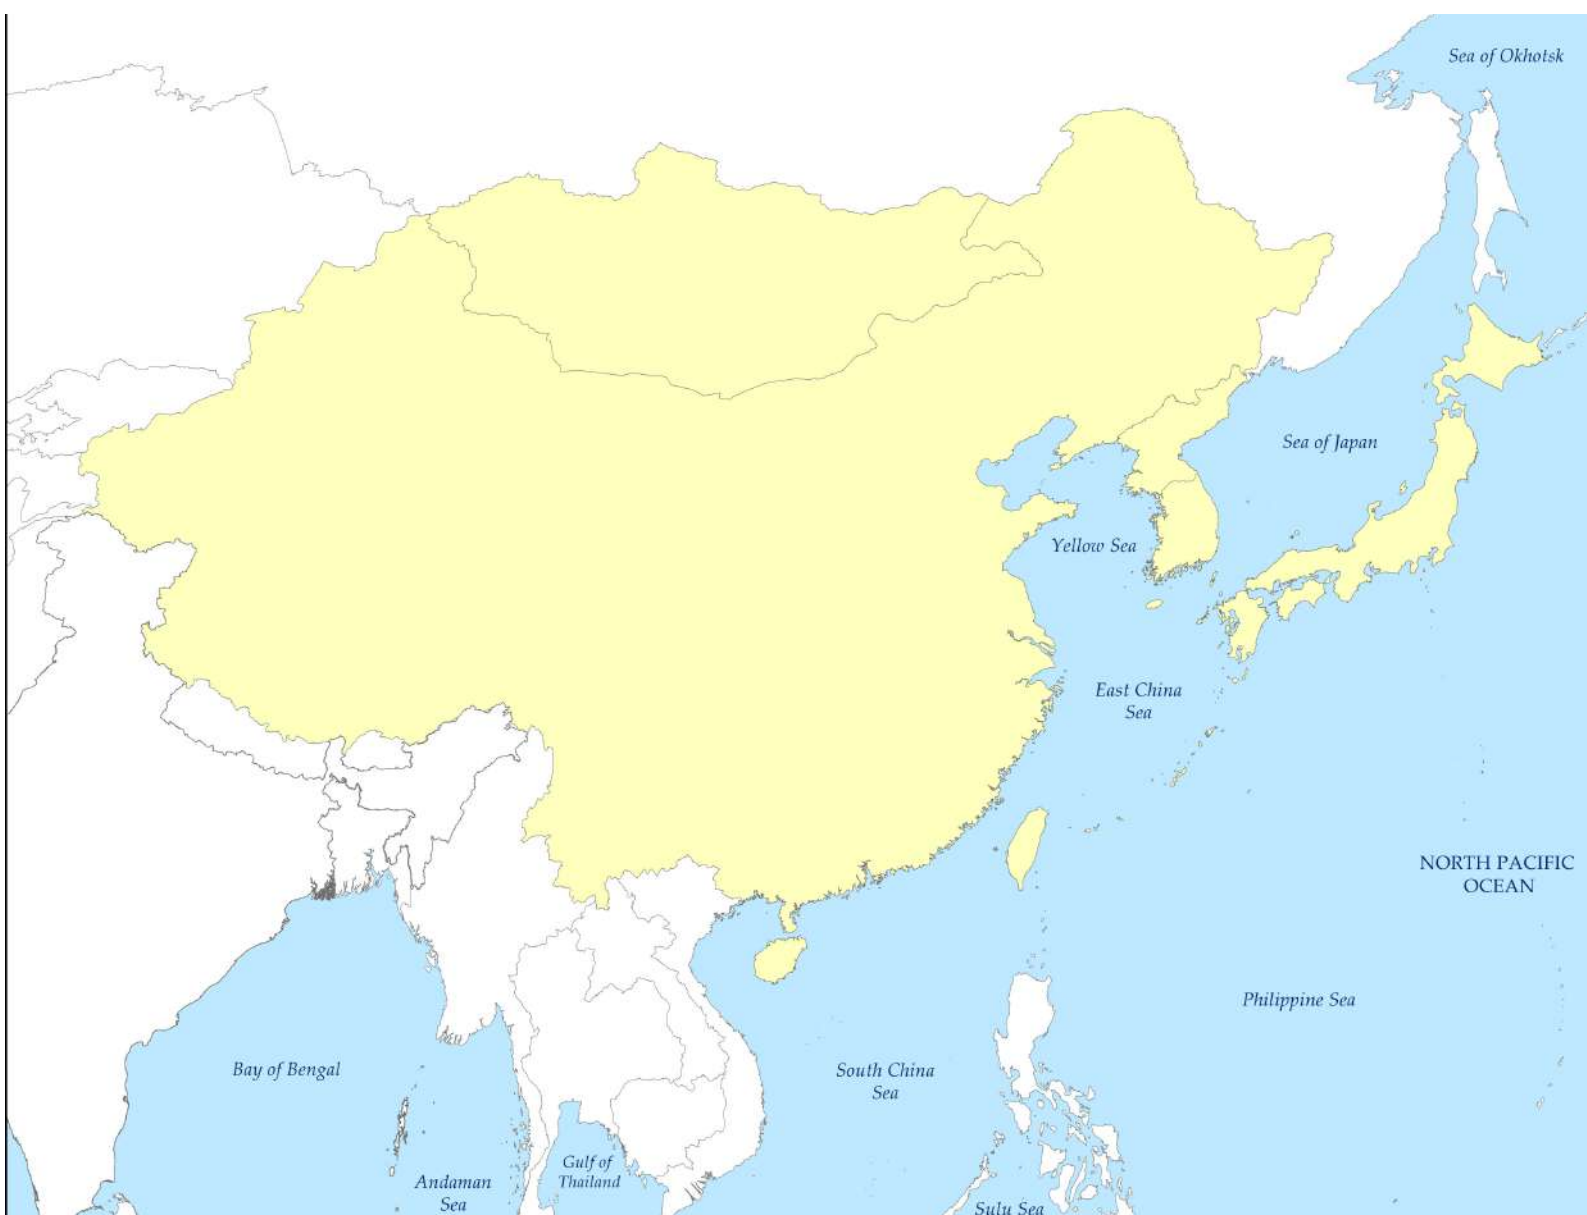 Sea of Okhotsk
Sea of Japan
Yellow Sea
East China
Sea
NORTH PACIFIC
OCEAN
Philippine Sea
Bay of Bengal
South China
Sea
Gulf of
Thailand
Andaman
Sea
Sulu Sea